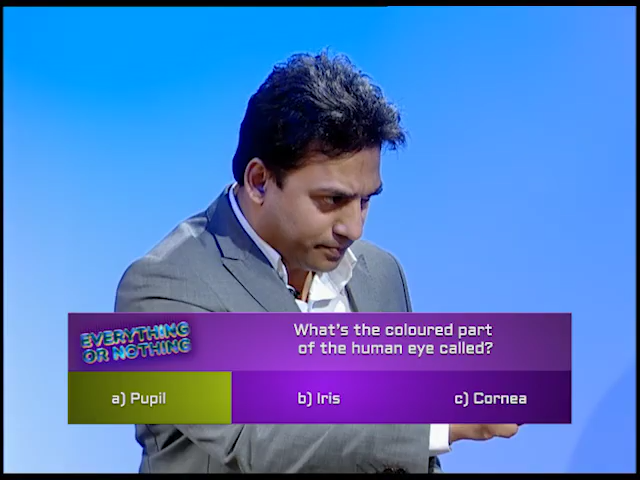 EVERYTHING
OR NOTHING
What's the coloured part
of the human eye called?
a) Pupil
b) Iris
c) Cornea